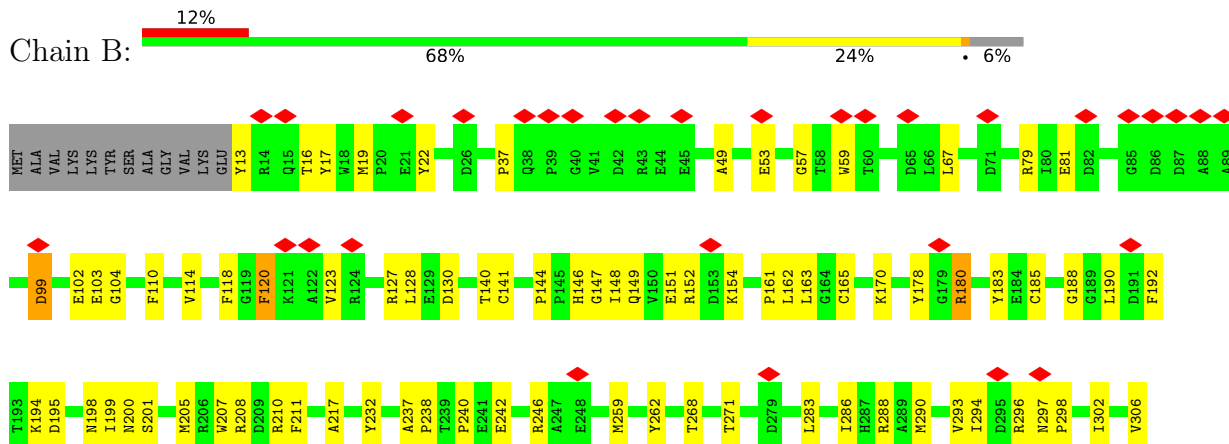 12%
Chain B:
68% 24% • 6%
MET ALA VAL LYS LYS TYR SER ALA GLY VAL LYS GLU Y13 R14 Q15 T16 Y17 W18 M19 P20 E21 Y22 D26 P37 Q38 P39 G40 V41 D42 R43 E44 E45 A49 E53 G57 T58 W59 T60 D65 L66 L67 D71 R79 I80 E81 D82 G85 D86 D87 A88 A89
D99 E102 E103 G104 F110 V114 F118 G119 F120 K121 A122 V123 R124 R127 L128 E129 D130 T140 C141 P144 P145 H146 G147 I148 Q149 V150 E151 R152 D153 K154 P161 L162 L163 G164 C165 K170 Y178 G179 R180 Y183 E184 C185 G188 G189 L190 D191 F192
T193 K194 D195 N198 I199 N200 S201 M205 R206 W207 R208 D209 R210 F211 A217 Y232 A237 P238 T239 P240 E241 E242 R246 A247 E248 M259 Y262 T268 T271 D279 L283 I286 H287 R288 A289 M290 V293 I294 D295 R296 N297 P298 I302 V306